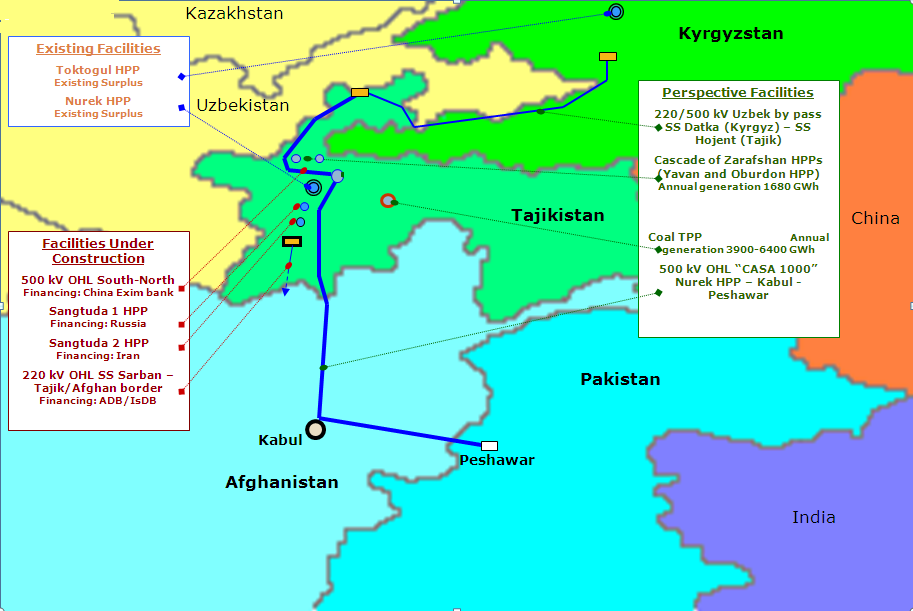 Kazakhstan
Kyrgyzstan
Existing Facilities
Toktogul HPP
Existing Surplus
Nurek HPP
Existing Surplus
Uzbekistan
Perspective Facilities
220/500 kV Uzbek by pass
SS Datka (Kyrgyz) – SS
Hojent (Tajik)
Cascade of Zarafshan HPPs
(Yavan and Oburdon HPP)
Annual generation 1680 GWh
Coal TPP Annual
generation 3900-6400 GWh
500 kV OHL “CASA 1000”
Nurek HPP – Kabul -
Peshawar
Tajikistan
China
Facilities Under
Construction
500 kV OHL South-North
Financing: China Exim bank
Sangtuda 1 HPP
Financing: Russia
Sangtuda 2 HPP
Financing: Iran
220 kV OHL SS Sarban –
Tajik/Afghan border
Financing: ADB/IsDB
Pakistan
Kabul
Peshawar
Afghanistan
India